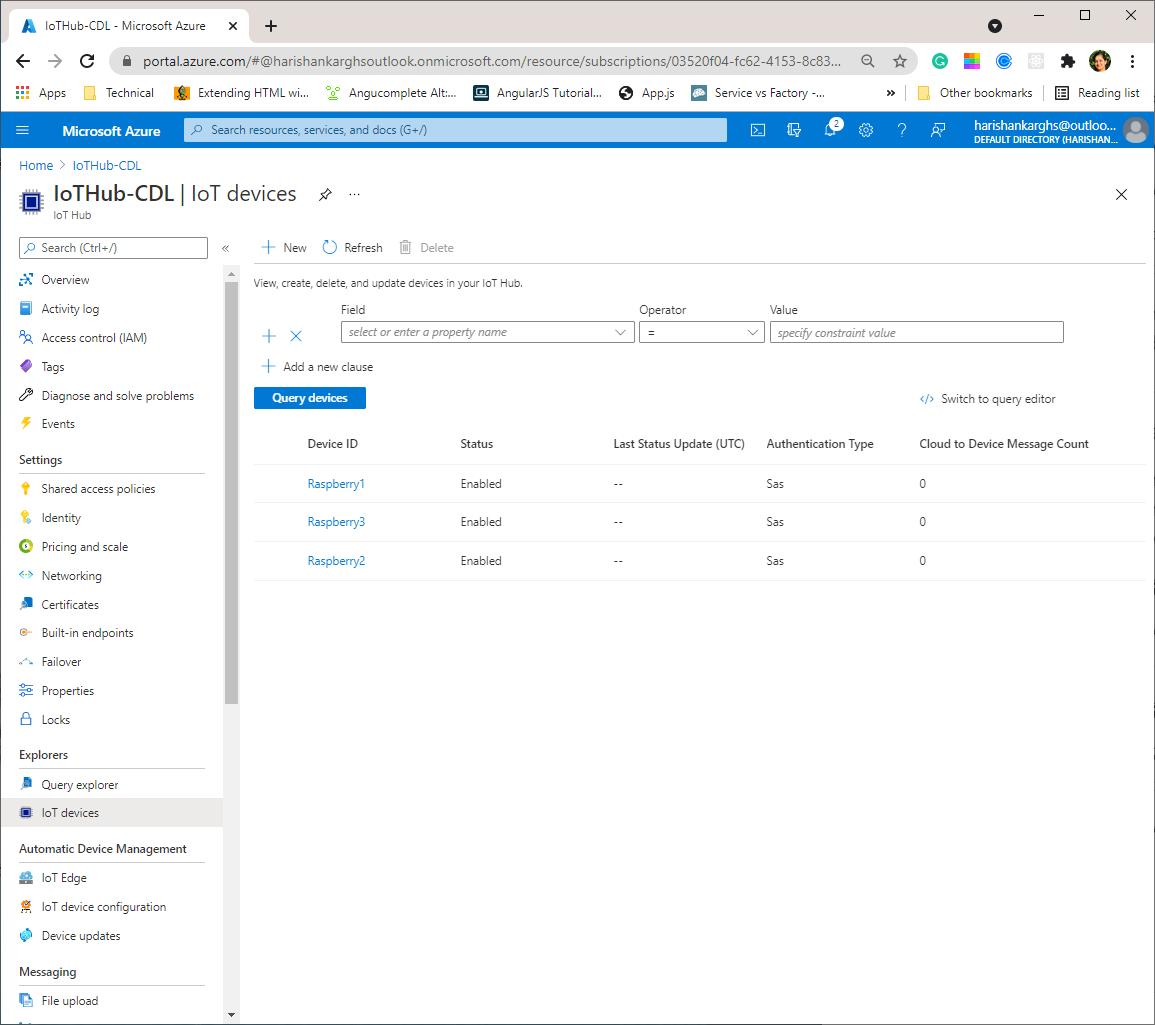 IoTHub-CDL - Microsoft Azure
portal.azure.com/#@harishankarghsoutlook.onmicrosoft.com/resource/subscriptions/03520f04-fc62-4153-8c83...
Apps Technical Extending HTML wi... Angucomplete Alt:... AngularJS Tutorial... App.js Service vs Factory -... » Other bookmarks Reading list
Microsoft Azure Search resources, services, and docs (G+/) 2 harishankarghs@outloo...
DEFAULT DIRECTORY (HARISHAN...
Home > IoTHub-CDL
IoTHub-CDL | IoT devices ...
IoT Hub
Search (Ctrl+/) «
New Refresh Delete
Overview
Activity log
Access control (IAM)
Tags
Diagnose and solve problems
Events
Settings
Shared access policies
Identity
Pricing and scale
Networking
Certificates
Built-in endpoints
Failover
Properties
Locks
Explorers
Query explorer
IoT devices
Automatic Device Management
IoT Edge
IoT device configuration
Device updates
Messaging
File upload
View, create, delete, and update devices in your IoT Hub.
Field Operator Value
select or enter a property name = specify constraint value
Add a new clause
Query devices </> Switch to query editor
Device ID Status Last Status Update (UTC) Authentication Type Cloud to Device Message Count
Raspberry1 Enabled -- Sas 0
Raspberry3 Enabled -- Sas 0
Raspberry2 Enabled -- Sas 0